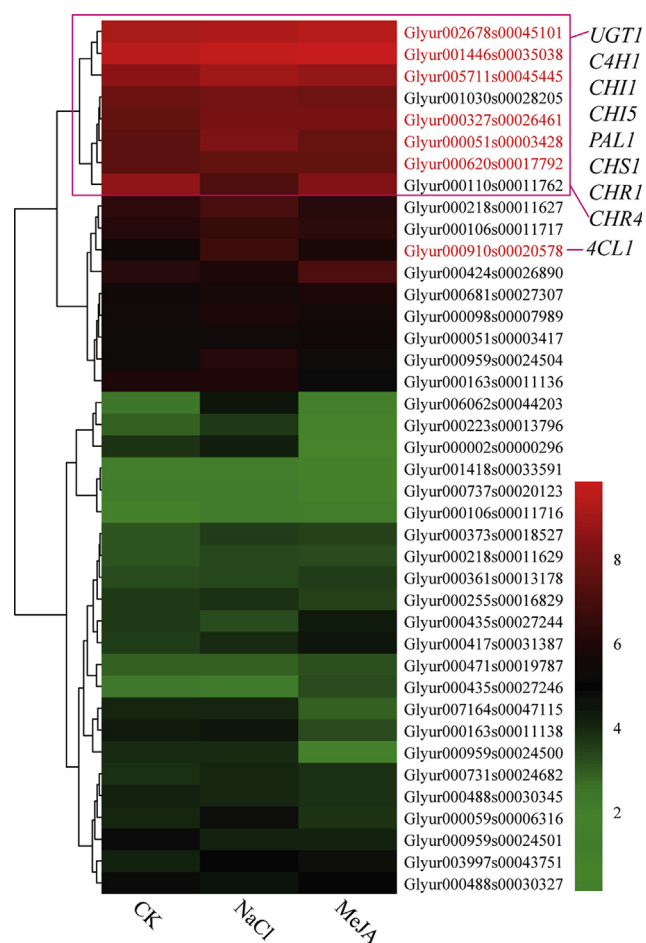 Glyur002678s00045101
Glyur001446s00035038
Glyur005711s00045445
Glyur001030s00028205
Glyur000327s00026461
Glyur000051s00003428
Glyur000620s00017792
Glyur000110s00011762
Glyur000218s00011627
Glyur000106s00011717
Glyur000910s00020578
Glyur000424s00026890
Glyur000681s00027307
Glyur000098s00007989
Glyur000051s00003417
Glyur000959s00024504
Glyur000163s00011136
Glyur006062s00044203
Glyur000223s00013796
Glyur000002s00000296
Glyur001418s00033591
Glyur000737s00020123
Glyur000106s00011716
Glyur000373s00018527
Glyur000218s00011629
Glyur000361s00013178
Glyur000255s00016829
Glyur000435s00027244
Glyur000417s00031387
Glyur000471s00019787
Glyur000435s00027246
Glyur007164s00047115
Glyur000163s00011138
Glyur000959s00024500
Glyur000731s00024682
Glyur000488s00030345
Glyur000059s00006316
Glyur000959s00024501
Glyur003997s00043751
Glyur000488s00030327
UGT1
C4H1
CHI1
CHI5
PAL1
CHS1
CHR1
CHR4
4CL1
8
6
4
2
CK
NaCl
MeJA